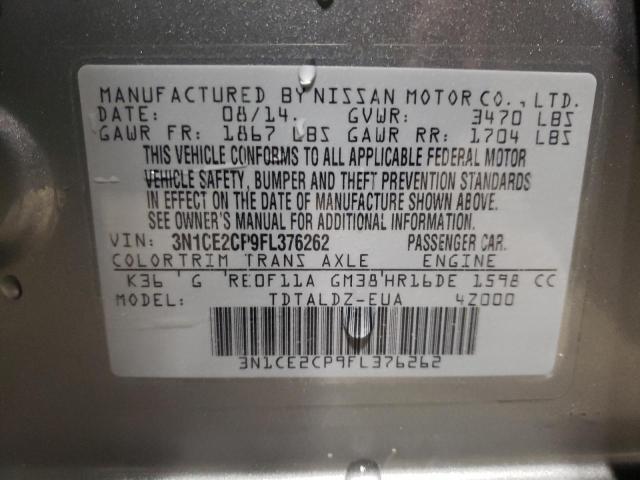 MANUFACTURED BY NISSAN MOTOR CO., LTD.
DATE: 08/14 GVWR: 3470 LBS
GAWR FR: 1867 LBS GAWR RR: 1704 LBS
THIS VEHICLE CONFORMS TO ALL APPLICABLE FEDERAL MOTOR
VEHICLE SAFETY, BUMPER AND THEFT PREVENTION STANDARDS
IN EFFECT ON THE DATE OF MANUFACTURE SHOWN ABOVE.
SEE OWNER'S MANUAL FOR ADDITIONAL INFORMATION.
VIN: 3N1CE2CP9FL376262 PASSENGER CAR.
COLOR TRIM TRANS AXLE ENGINE
K36 G RE0F11A GM38 HR16DE 1598 CC
MODEL: TDTALDZ-EUA 4Z000
3N1CE2CP9FL376262